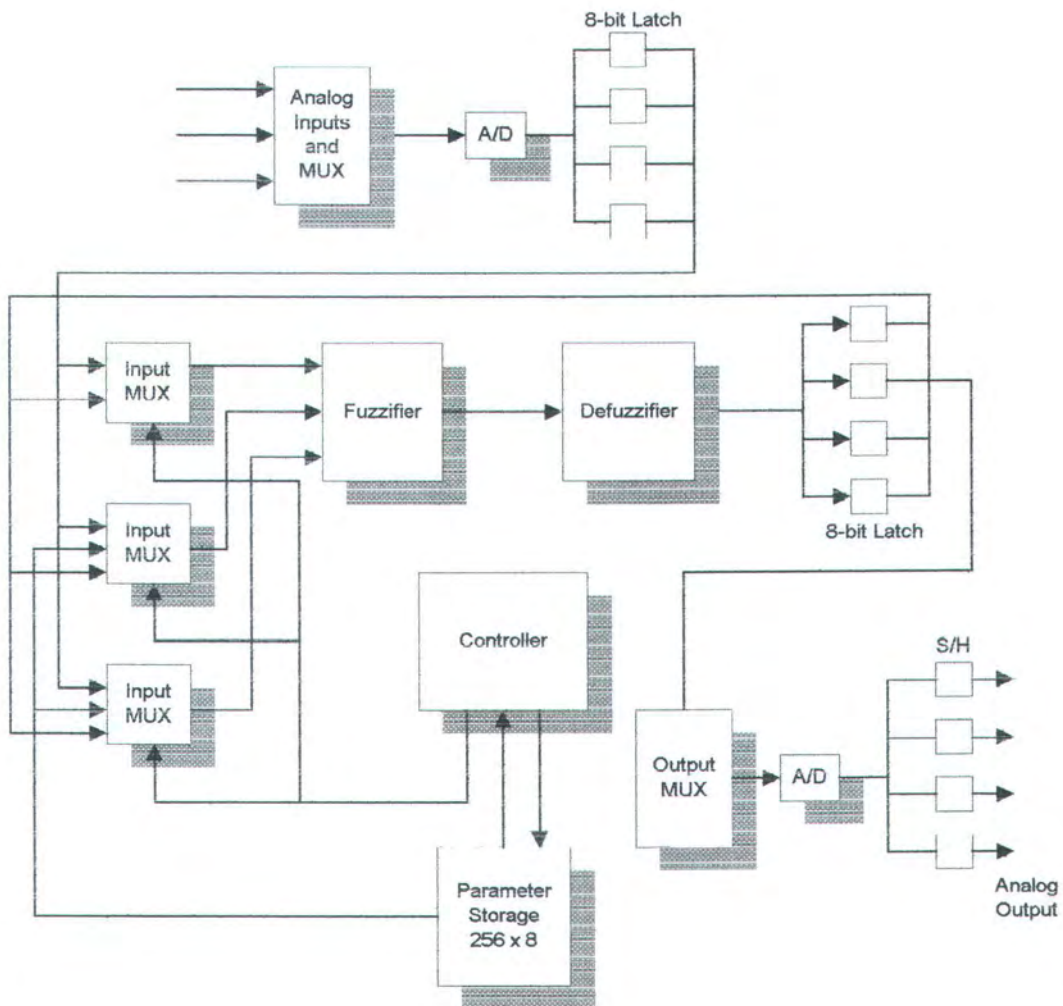 8-bit Latch
Analog
Inputs
and
MUX
A/D
Input
MUX
Fuzzifier
Defuzzifier
8-bit Latch
Input
MUX
Controller
S/H
Input
MUX
Output
MUX
A/D
Analog
Output
Parameter
Storage
256 x 8